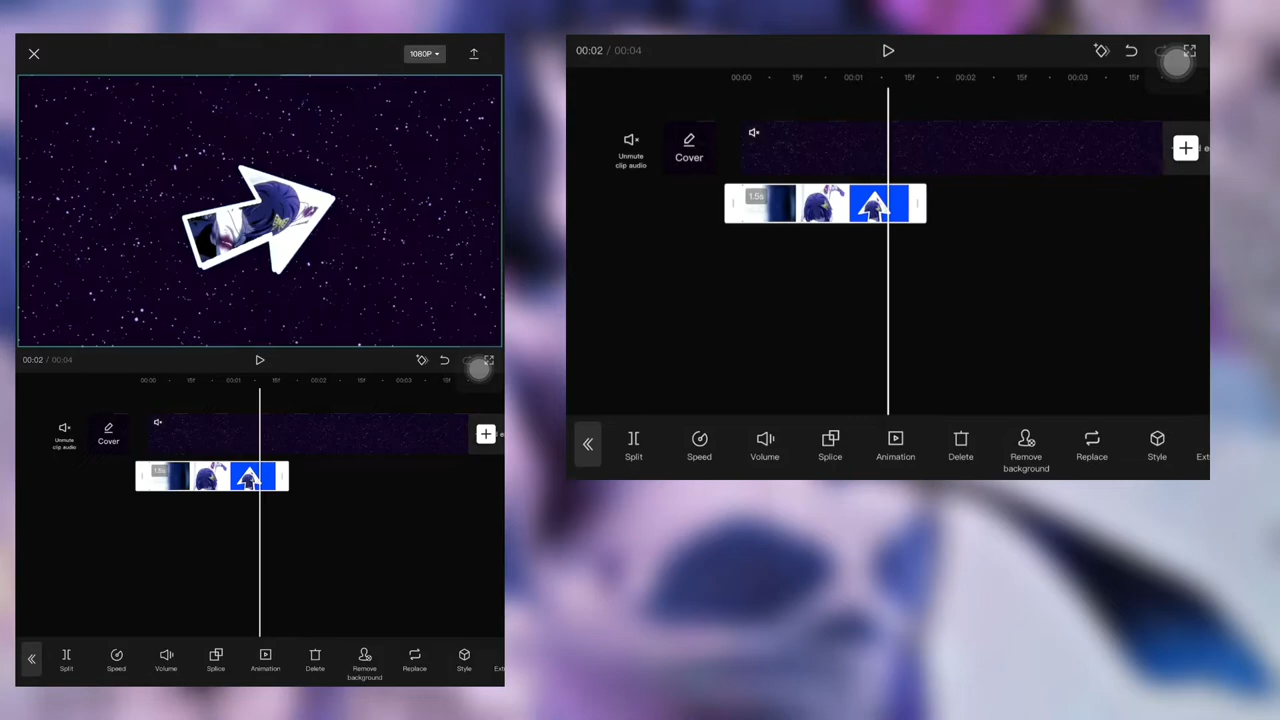 1080P
00:02 / 00:04
00:00 15f 00:01 15f 00:02 15f 00:03 15f
Unmute
clip audio
Cover
1.5s
Split Speed Volume Splice Animation Delete Remove
background Replace Style Ext
00:02 / 00:04
00:00 15f 00:01 15f 00:02 15f 00:03 15f
Unmute
clip audio
Cover
1.5s
Split Speed Volume Splice Animation Delete Remove
background Replace Style Ext